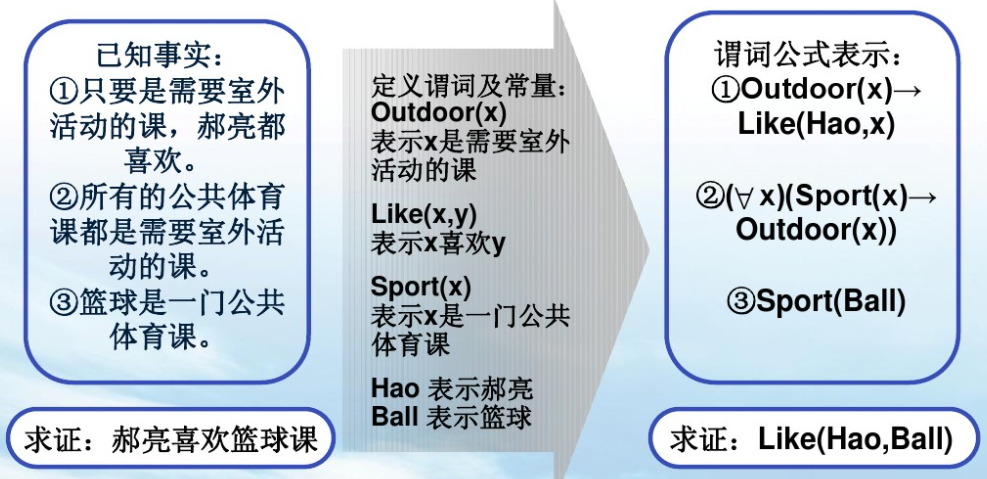 已知事实：
①只要是需要室外
活动的课，郝亮都
喜欢。
②所有的公共体育
课都是需要室外活
动的课。
③篮球是一门公共
体育课。
求证：郝亮喜欢篮球课
定义谓词及常量：
Outdoor(x)
表示x是需要室外
活动的课
Like(x,y)
表示x喜欢y
Sport(x)
表示x是一门公共
体育课
Hao 表示郝亮
Ball 表示篮球
谓词公式表示：
①Outdoor(x)→
Like(Hao,x)
②(∀ x)(Sport(x)→
Outdoor(x))
③Sport(Ball)
求证：Like(Hao,Ball)